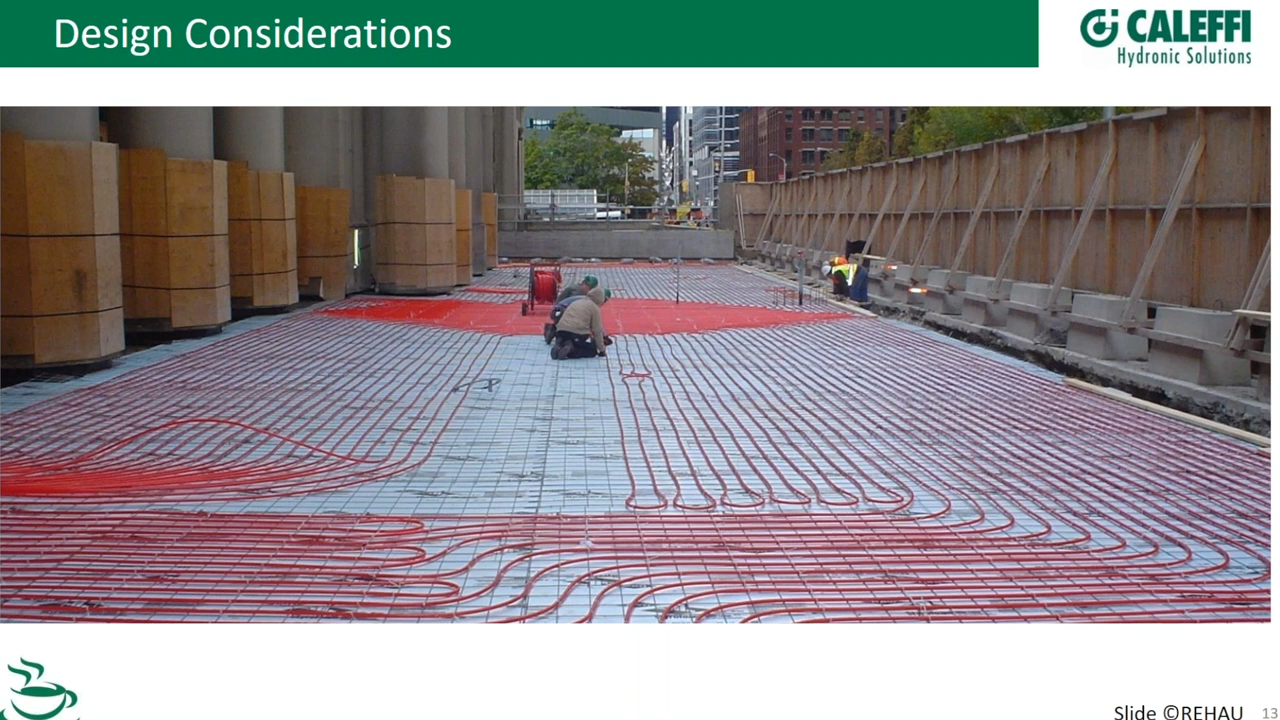 Design Considerations
CALEFFI
Hydronic Solutions
Slide ©REHAU
13